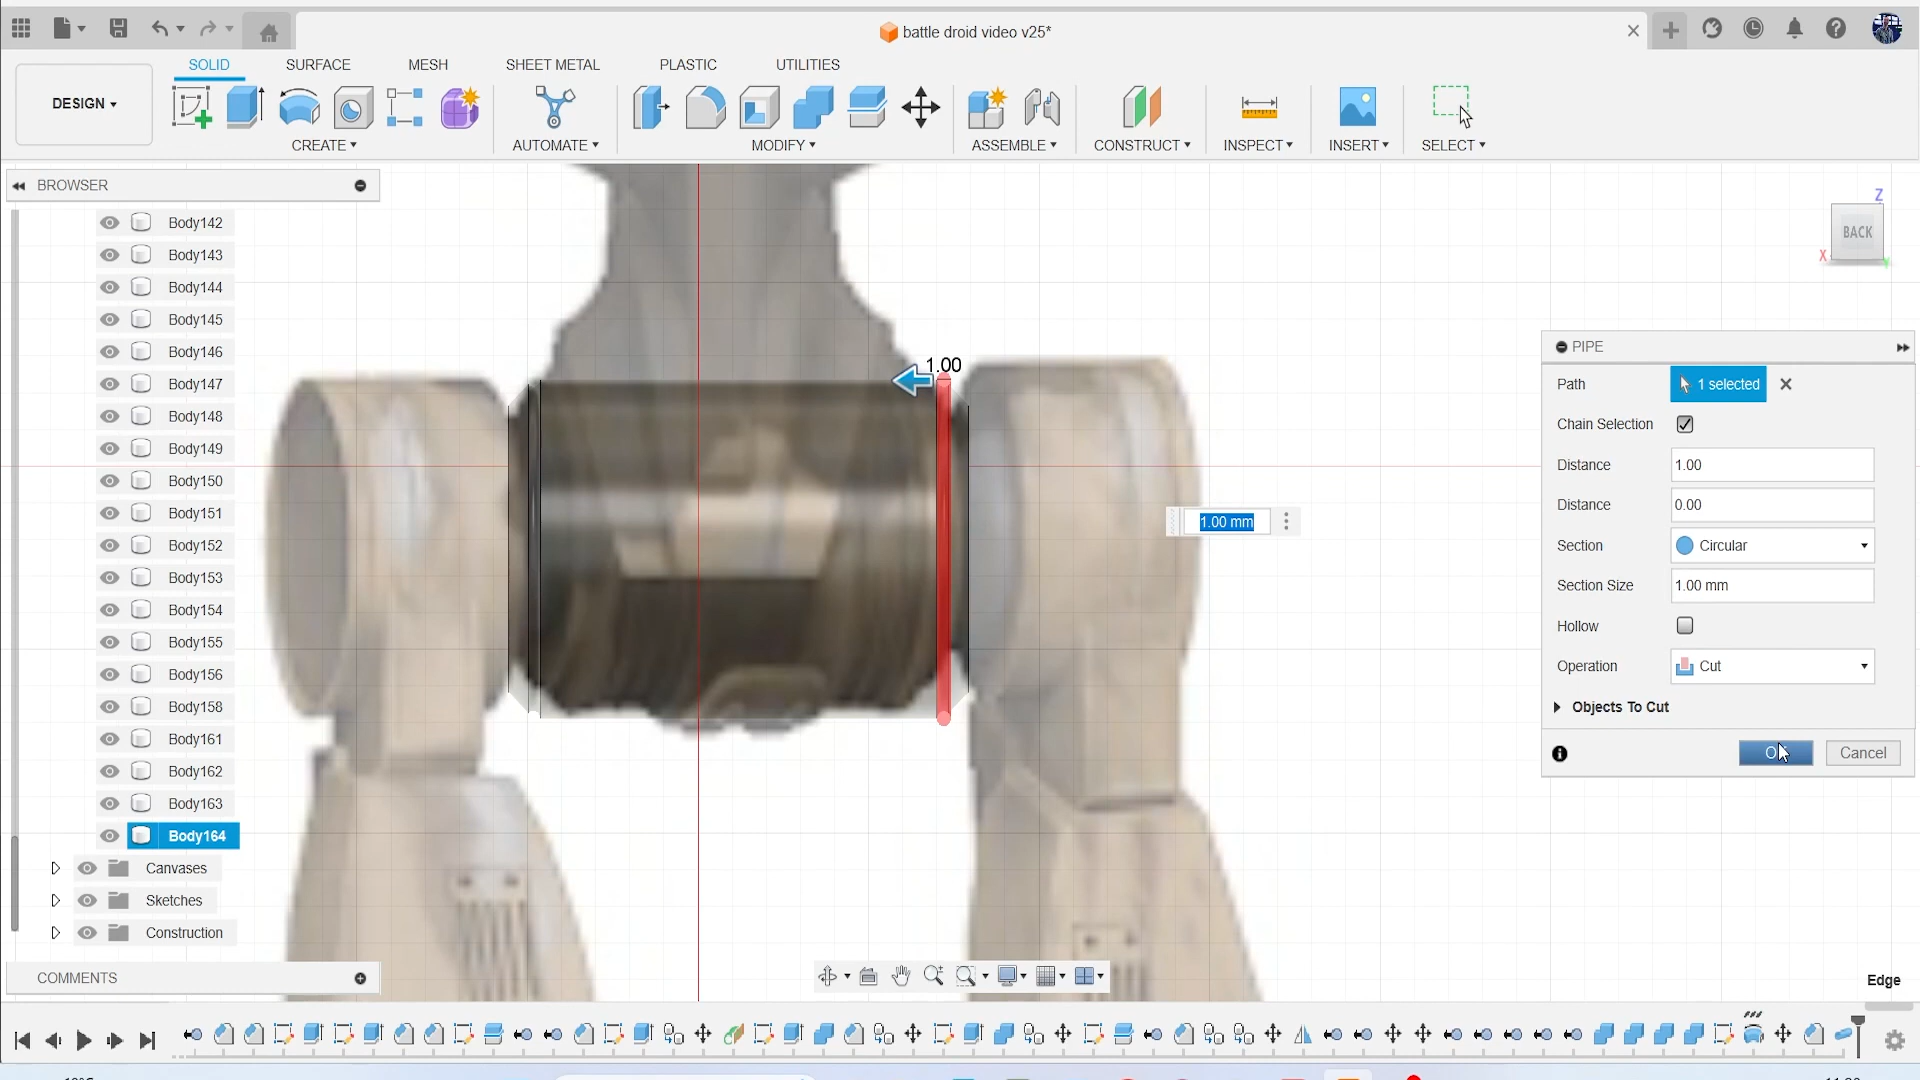 battle droid video v25*
SOLID SURFACE MESH SHEET METAL PLASTIC UTILITIES
DESIGN
CREATE AUTOMATE MODIFY ASSEMBLE CONSTRUCT INSPECT INSERT SELECT
BROWSER
Body142
Body143
Body144
Body145
Body146
Body147
Body148
Body149
Body150
Body151
Body152
Body153
Body154
Body155
Body156
Body158
Body161
Body162
Body163
Body164
Canvases
Sketches
Construction
COMMENTS
1.00
1.00 mm
Z
BACK
X
PIPE
Path 1 selected
Chain Selection
Distance 1.00
Distance 0.00
Section Circular
Section Size 1.00 mm
Hollow
Operation Cut
Objects To Cut
Cancel
Edge